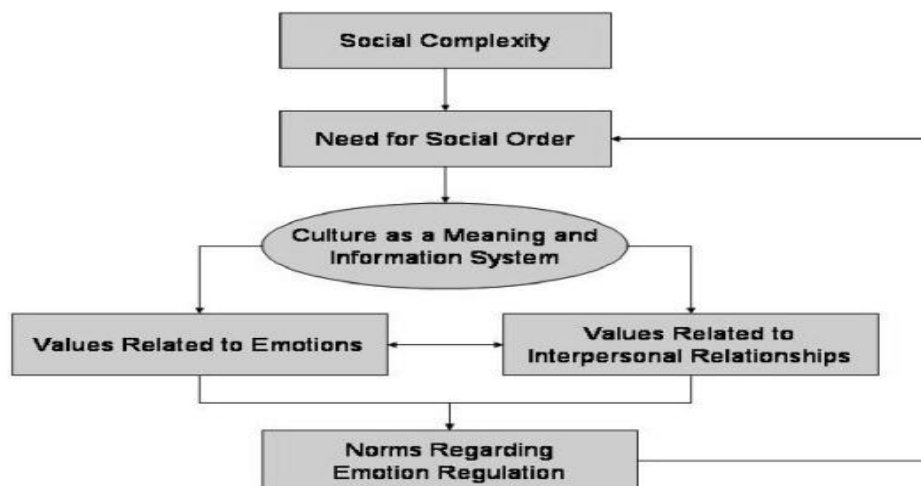 Social Complexity
Need for Social Order
Culture as a Meaning and
Information System
Values Related to Emotions
Values Related to
Interpersonal Relationships
Norms Regarding
Emotion Regulation